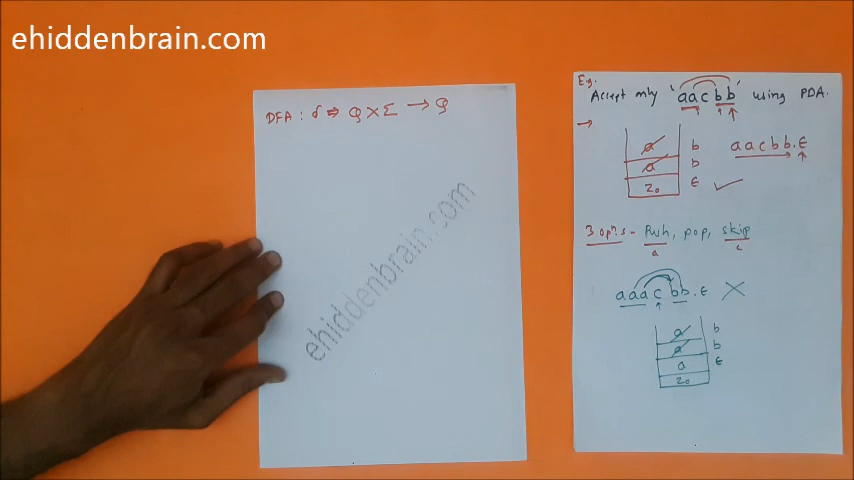 ehiddenbrain.com
DFA : δ ⇒ Q X Σ → Q
ehiddenbrain.com
E.g.
Accept only 'aacbb' using PDA.
→
a b aacbb.ε
a b
z₀ ε ✓
3 opns - Push, pop, skip
a c
aaacbb.ε X
a b
a b
a ε
z₀